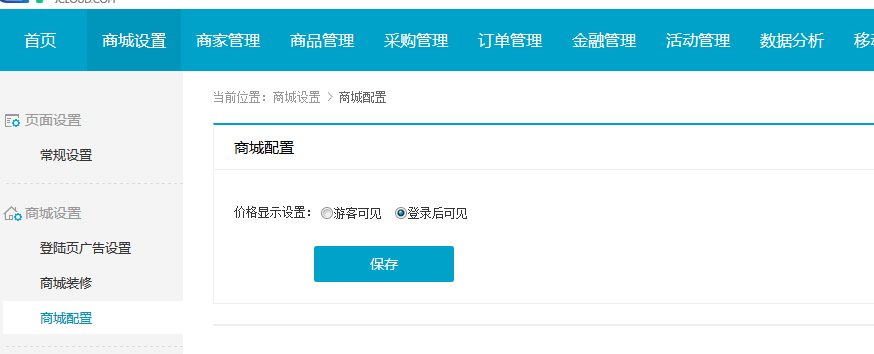 JCLOUD.COM
首页 商城设置 商家管理 商品管理 采购管理 订单管理 金融管理 活动管理 数据分析
当前位置：商城设置 > 商城配置
页面设置
常规设置
商城设置
登陆页广告设置
商城装修
商城配置
商城配置
价格显示设置： 游客可见 登录后可见
保存